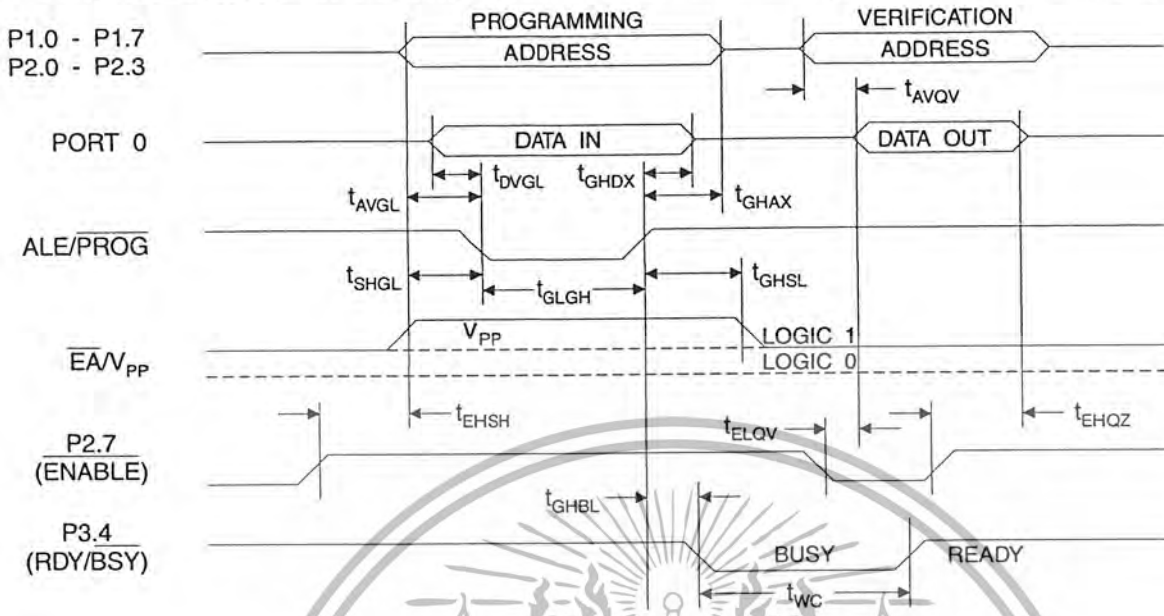 PROGRAMMING
VERIFICATION
P1.0 - P1.7
P2.0 - P2.3
ADDRESS
ADDRESS
tAVQV
PORT 0
DATA IN
DATA OUT
tDVGL
tGHDX
tAVGL
tGHAX
ALE/PROG
tSHGL
tGLGH
tGHSL
VPP
LOGIC 1
EA/VPP
LOGIC 0
tEHSH
tELQV
tEHQZ
P2.7
(ENABLE)
tGHBL
P3.4
(RDY/BSY)
BUSY
READY
tWC